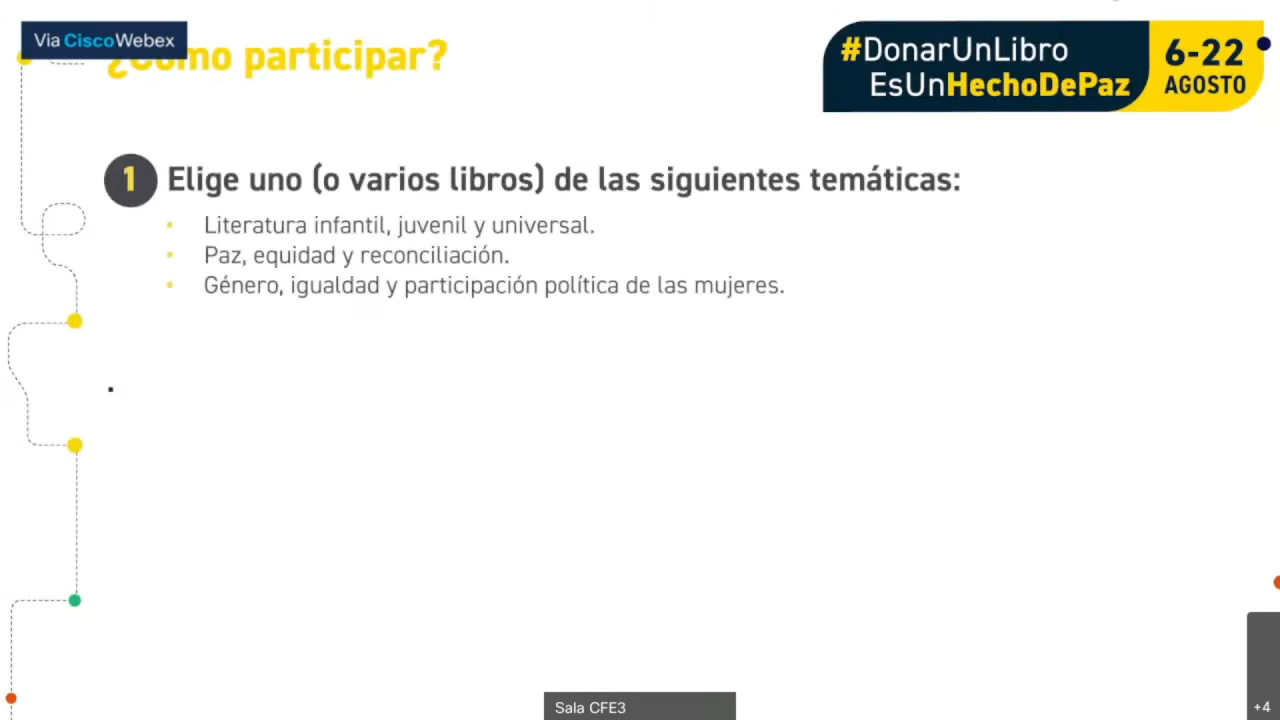 Via CiscoWebex
¿Cómo participar?
#DonarUnLibro
EsUnHechoDePaz
6-22
AGOSTO
1 Elige uno (o varios libros) de las siguientes temáticas:
Literatura infantil, juvenil y universal.
Paz, equidad y reconciliación.
Género, igualdad y participación política de las mujeres.
Sala CFE3
+4